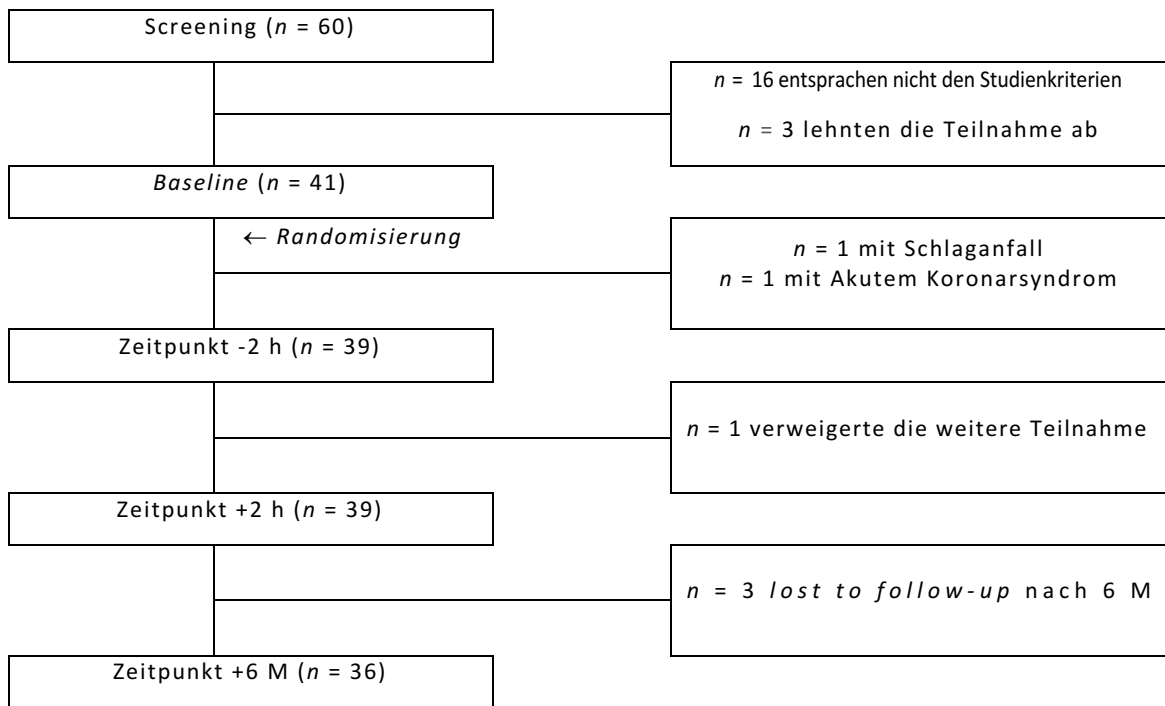 Screening (n = 60)
n = 16 entsprachen nicht den Studienkriterien
n = 3 lehnten die Teilnahme ab
Baseline (n = 41)
← Randomisierung
n = 1 mit Schlaganfall
n = 1 mit Akutem Koronarsyndrom
Zeitpunkt -2 h (n = 39)
n = 1 verweigerte die weitere Teilnahme
Zeitpunkt +2 h (n = 39)
n = 3 lost to follow-up nach 6 M
Zeitpunkt +6 M (n = 36)